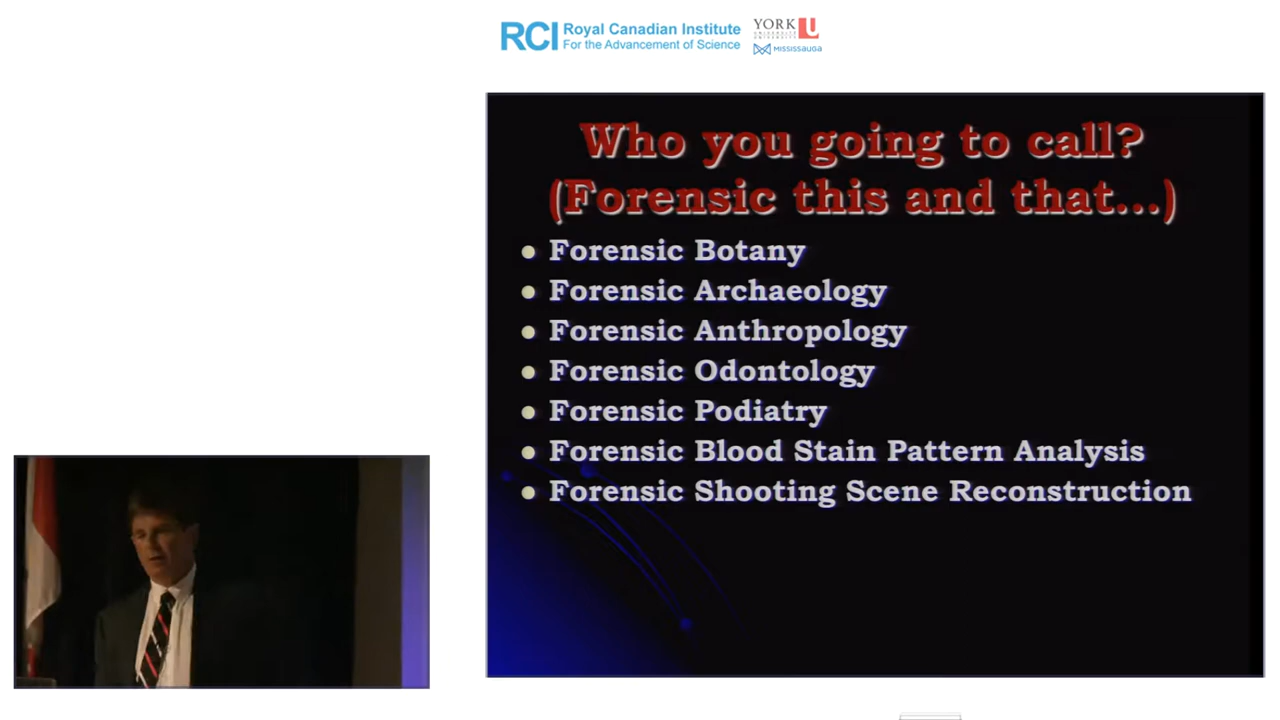 RCI Royal Canadian Institute
For the Advancement of Science
YORK U
UNIVERSITÉ
UNIVERSITY
MISSISSAUGA
Who you going to call?
(Forensic this and that...)
• Forensic Botany
• Forensic Archaeology
• Forensic Anthropology
• Forensic Odontology
• Forensic Podiatry
• Forensic Blood Stain Pattern Analysis
• Forensic Shooting Scene Reconstruction